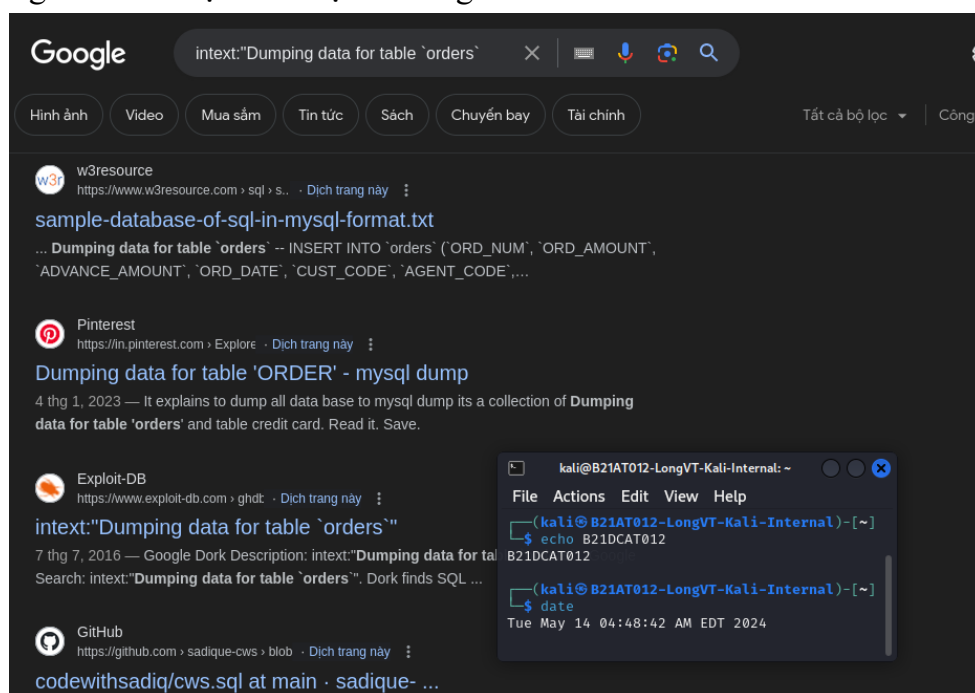 Google
intext:"Dumping data for table `orders`
Hình ảnh
Video
Mua sắm
Tin tức
Sách
Chuyến bay
Tài chính
Tất cả bộ lọc
Công
w3r
w3resource
https://www.w3resource.com › sql › s.. · Dịch trang này
sample-database-of-sql-in-mysql-format.txt
... Dumping data for table `orders` -- INSERT INTO `orders` (`ORD_NUM`, `ORD_AMOUNT`,
`ADVANCE_AMOUNT`, `ORD_DATE`, `CUST_CODE`, `AGENT_CODE`,…
Pinterest
https://in.pinterest.com › Explore · Dịch trang này
Dumping data for table 'ORDER' - mysql dump
4 thg 1, 2023 — It explains to dump all data base to mysql dump its a collection of Dumping
data for table 'orders' and table credit card. Read it. Save.
Exploit-DB
https://www.exploit-db.com › ghdb · Dịch trang này
intext:"Dumping data for table `orders`"
7 thg 7, 2016 — Google Dork Description: intext:"Dumping data for tal
Search: intext:"Dumping data for table `orders`". Dork finds SQL ...
GitHub
https://github.com › sadique-cws › blob · Dịch trang này
codewithsadiq/cws.sql at main · sadique- ...
kali@B21AT012-LongVT-Kali-Internal: ~
File Actions Edit View Help
┌──(kali㉿B21AT012-LongVT-Kali-Internal)-[~]
└─$ echo B21DCAT012
B21DCAT012
┌──(kali㉿B21AT012-LongVT-Kali-Internal)-[~]
└─$ date
Tue May 14 04:48:42 AM EDT 2024